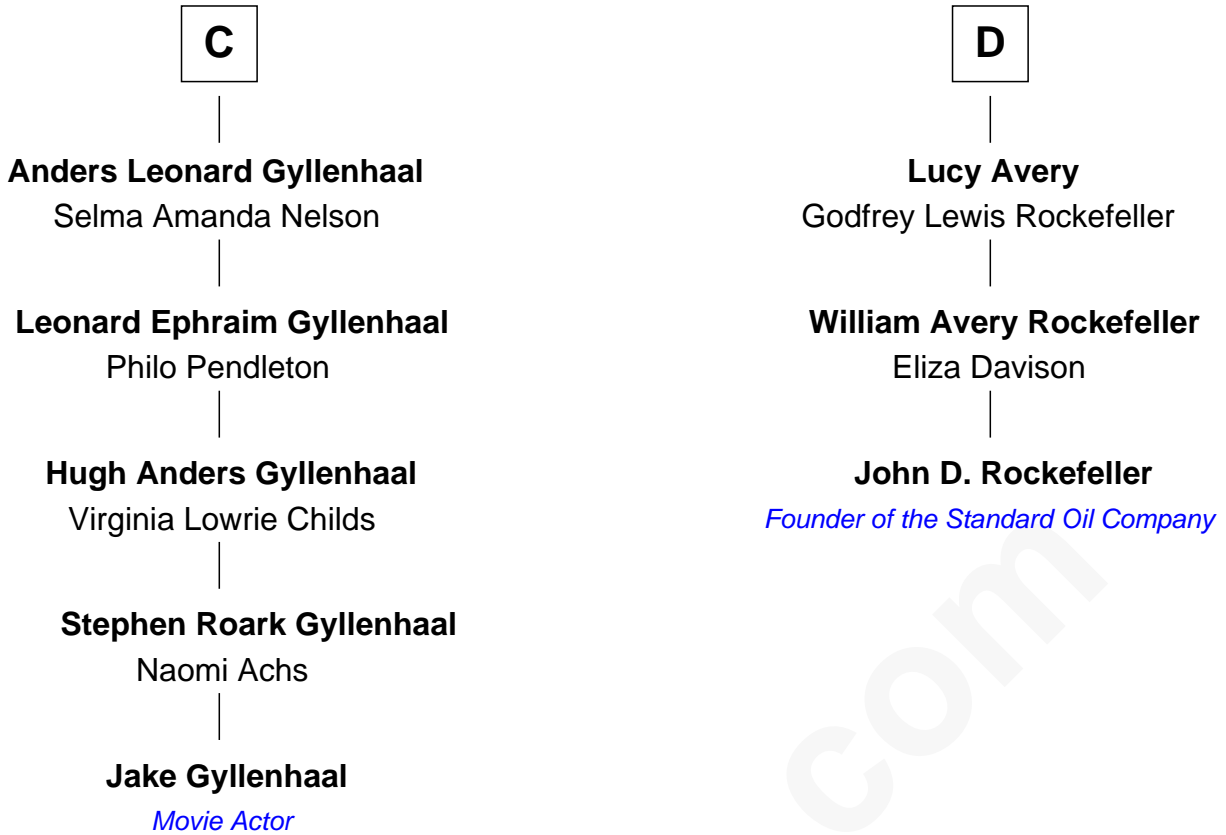 C
Anders Leonard Gyllenhaal
Selma Amanda Nelson
Leonard Ephraim Gyllenhaal
Philo Pendleton
Hugh Anders Gyllenhaal
Virginia Lowrie Childs
Stephen Roark Gyllenhaal
Naomi Achs
Jake Gyllenhaal
Movie Actor
D
Lucy Avery
Godfrey Lewis Rockefeller
William Avery Rockefeller
Eliza Davison
John D. Rockefeller
Founder of the Standard Oil Company
com